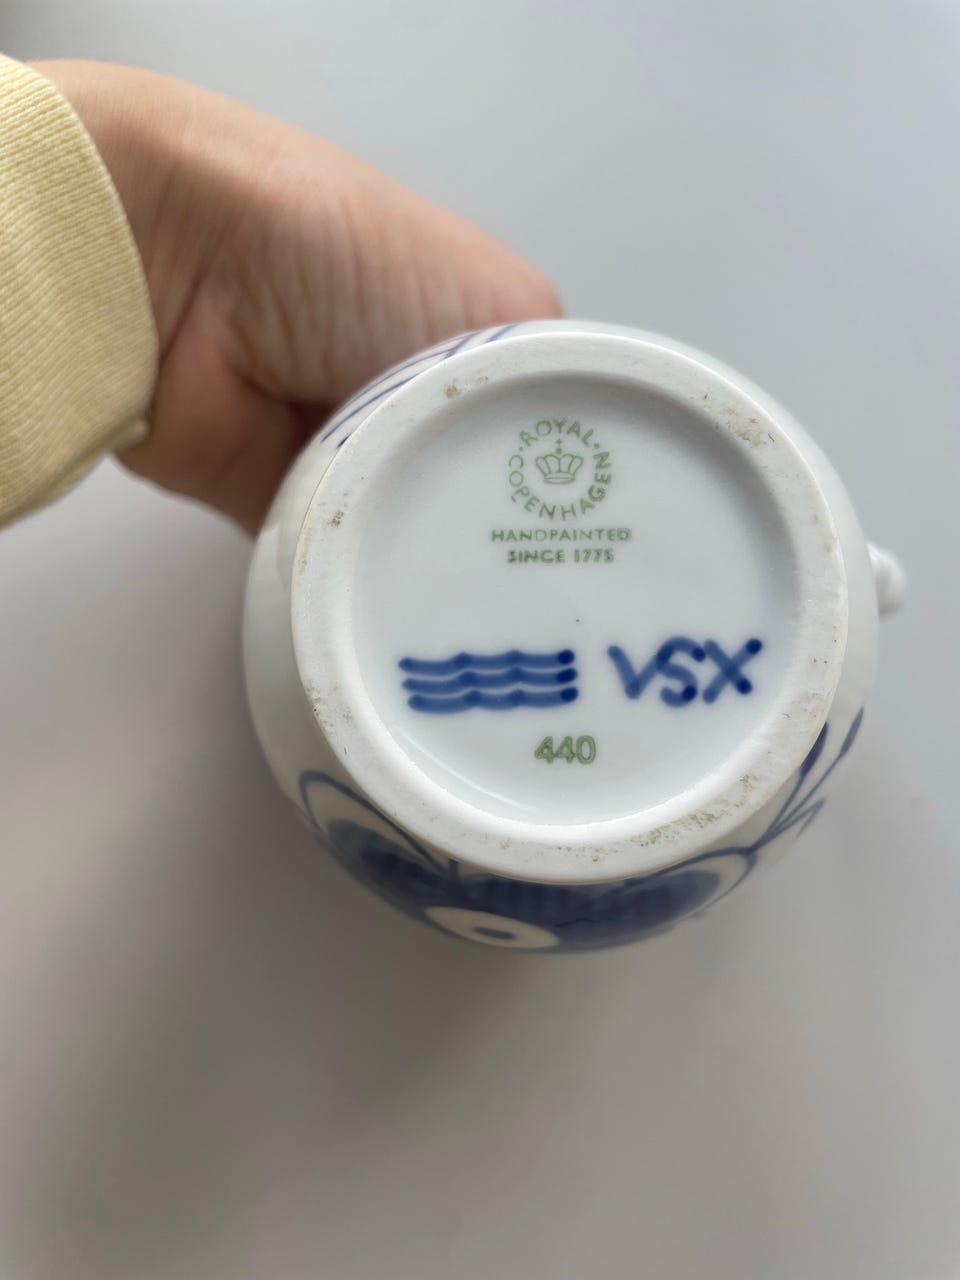 ROYAL
COPENHAGEN
HANDPAINTED
SINCE 1775
VSX
440